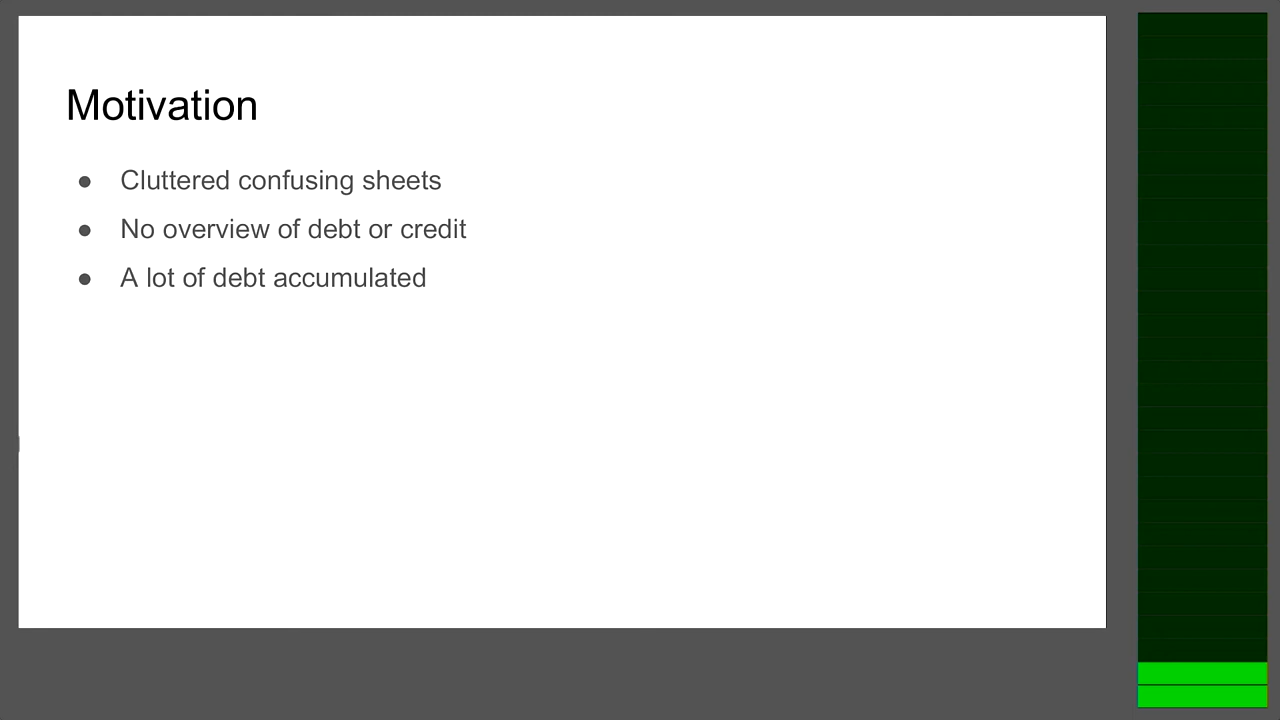 Motivation
● Cluttered confusing sheets
● No overview of debt or credit
● A lot of debt accumulated